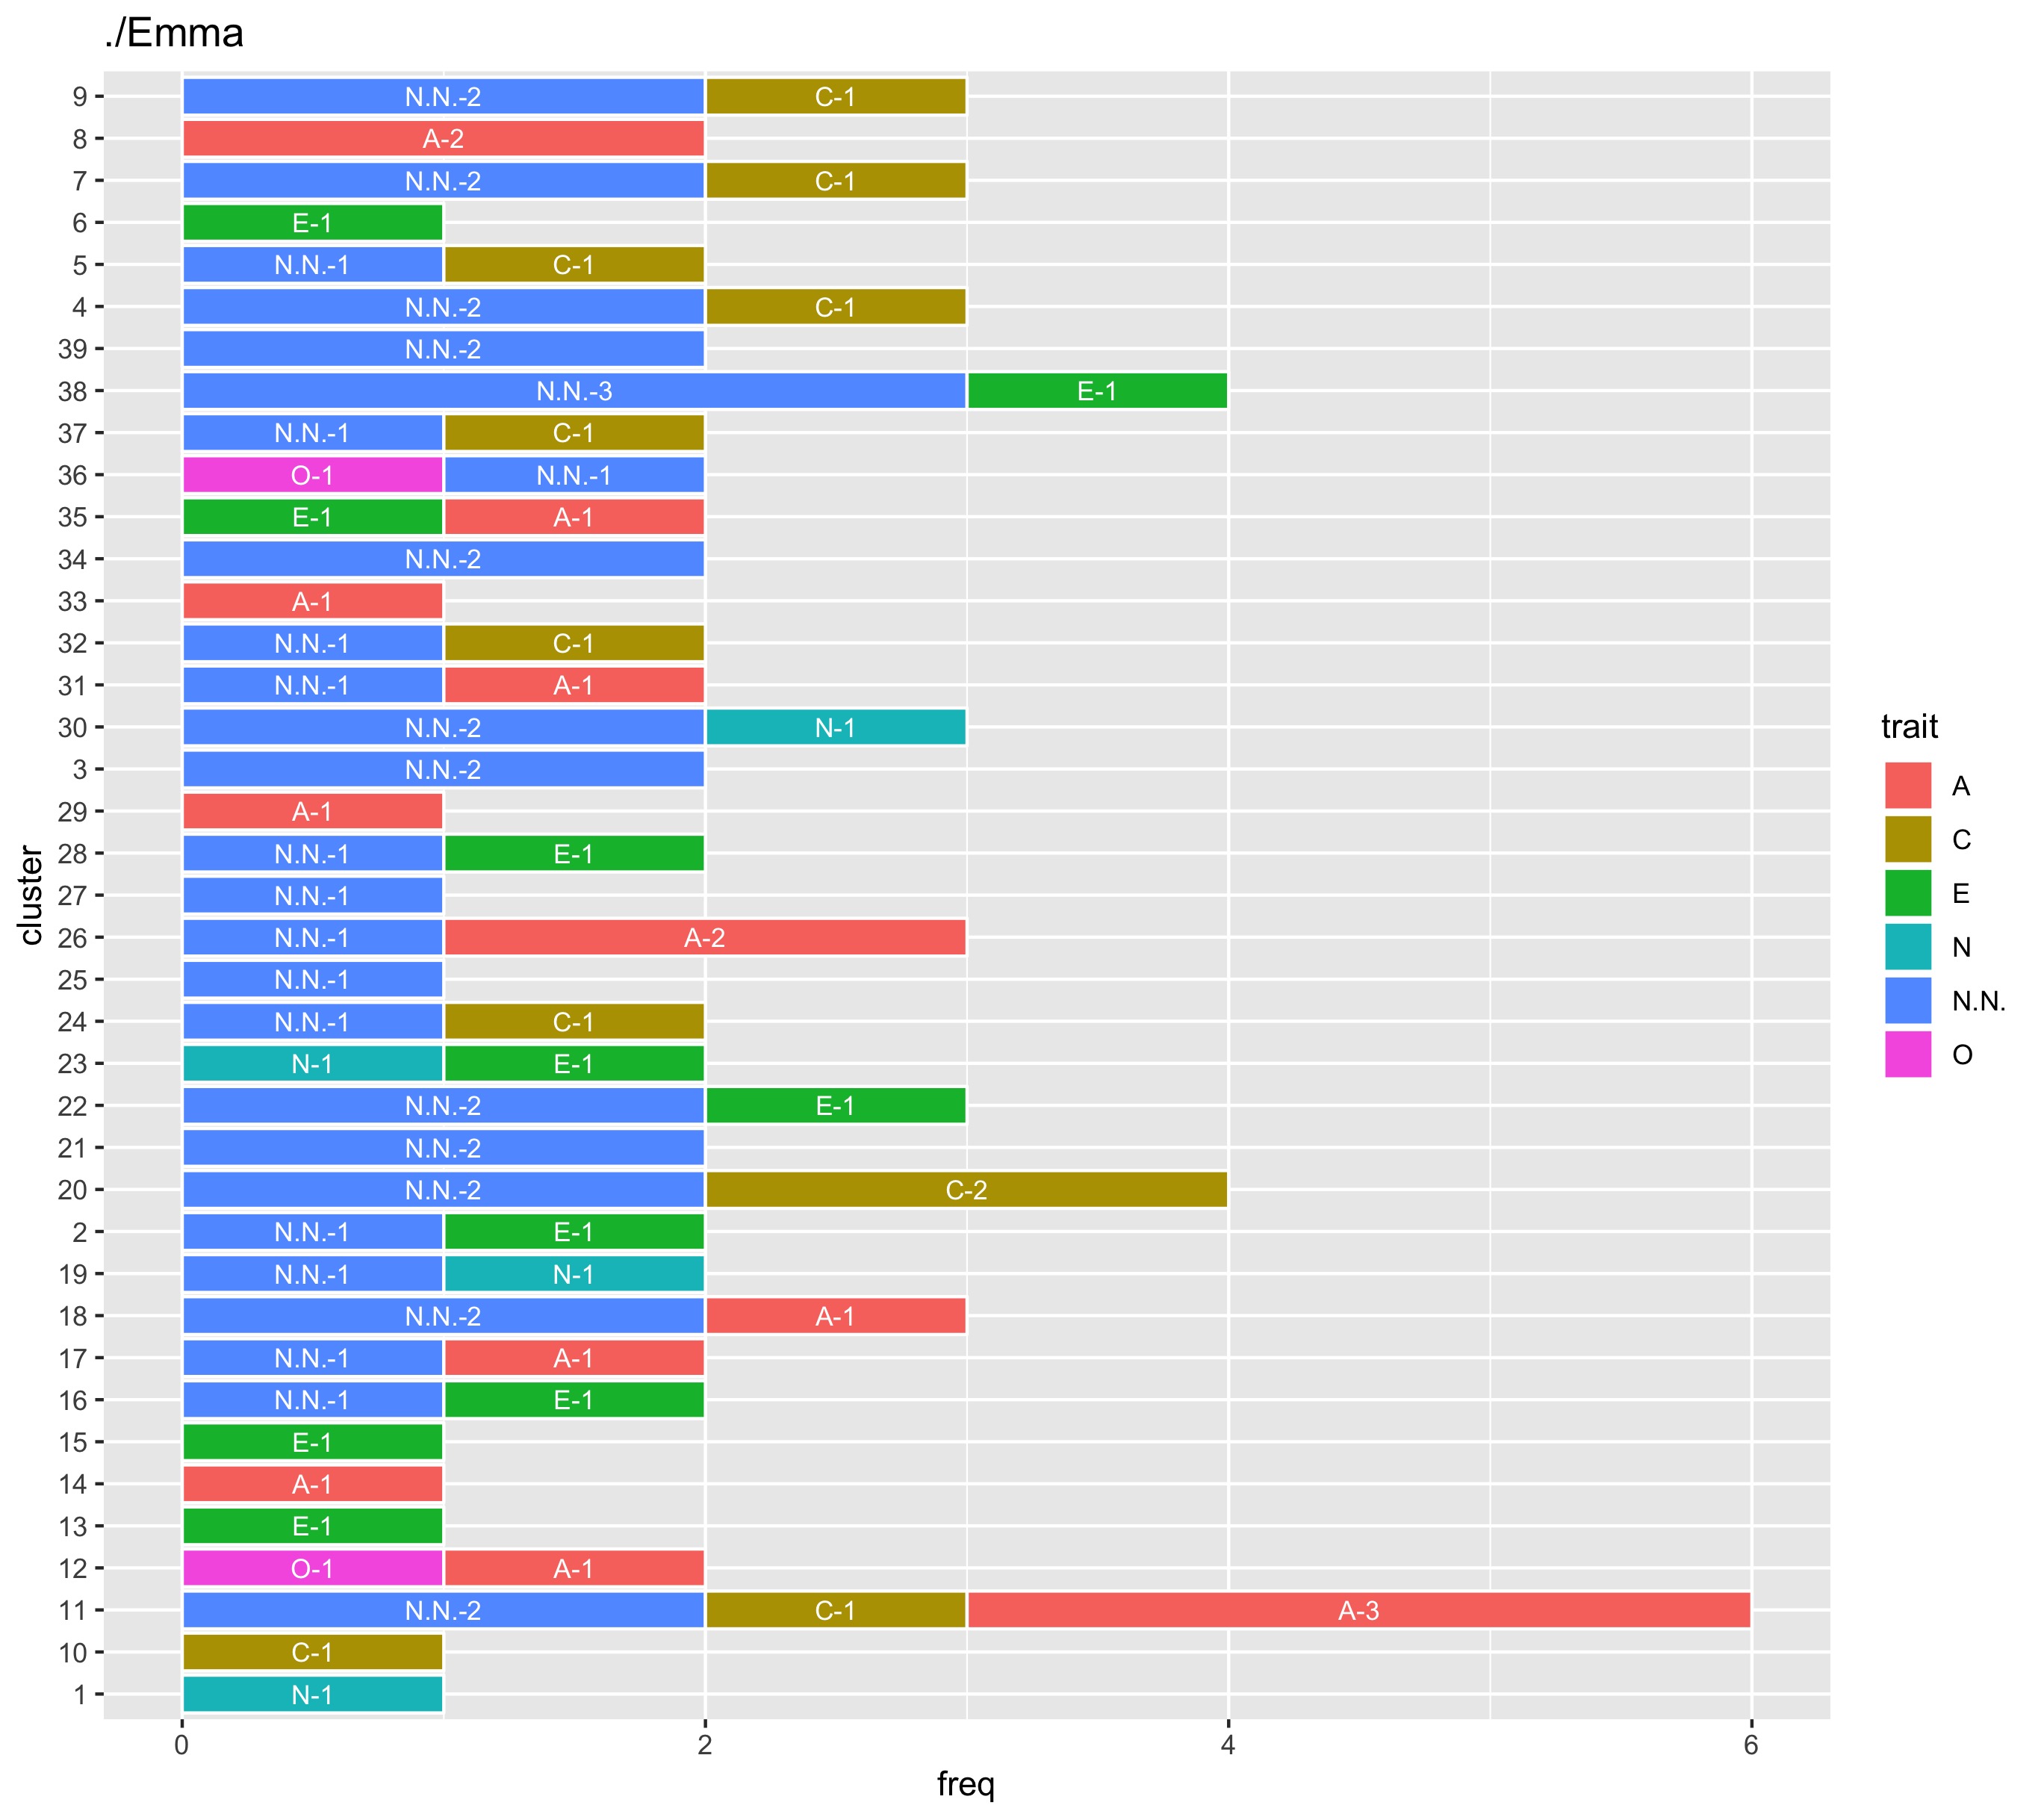 ./Emma
9 N.N.-2 C-1
8 A-2
7 N.N.-2 C-1
6 E-1
5 N.N.-1 C-1
4 N.N.-2 C-1
39 N.N.-2
38 N.N.-3 E-1
37 N.N.-1 C-1
36 O-1 N.N.-1
35 E-1 A-1
34 N.N.-2
33 A-1
32 N.N.-1 C-1
31 N.N.-1 A-1
30 N.N.-2 N-1
3 N.N.-2
29 A-1
28 N.N.-1 E-1
27 N.N.-1
26 N.N.-1 A-2
25 N.N.-1
24 N.N.-1 C-1
23 N-1 E-1
22 N.N.-2 E-1
21 N.N.-2
20 N.N.-2 C-2
2 N.N.-1 E-1
19 N.N.-1 N-1
18 N.N.-2 A-1
17 N.N.-1 A-1
16 N.N.-1 E-1
15 E-1
14 A-1
13 E-1
12 O-1 A-1
11 N.N.-2 C-1 A-3
10 C-1
1 N-1
0 2 4 6
freq
cluster
trait
A
C
E
N
N.N.
O